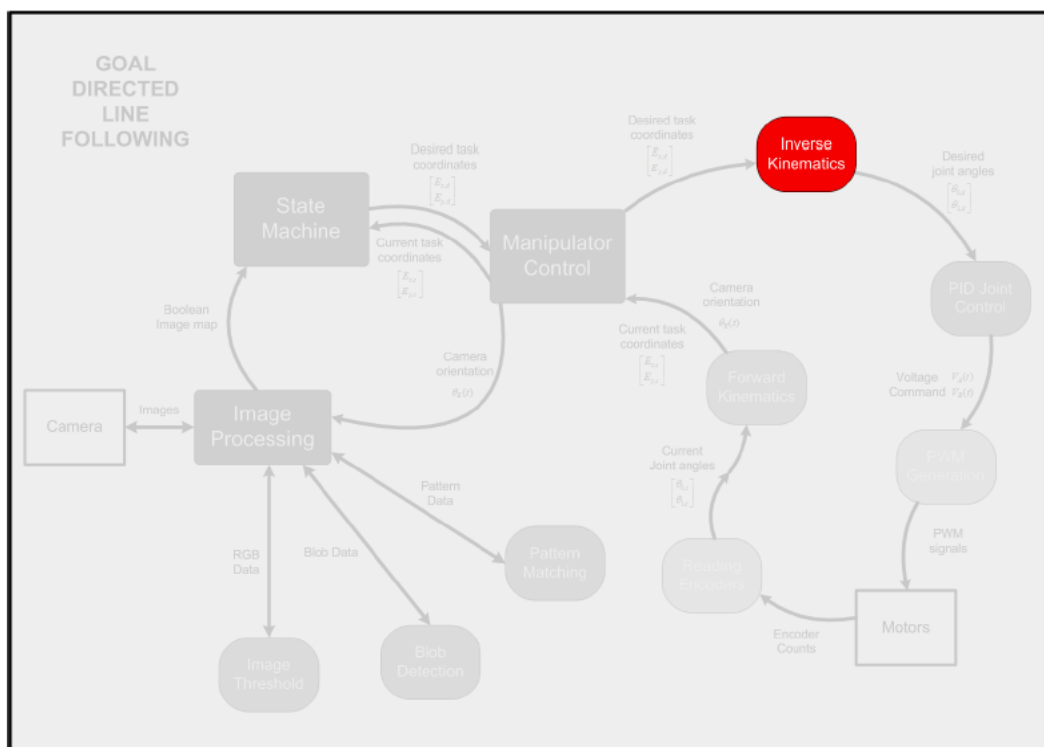 GOAL
DIRECTED
LINE
FOLLOWING
Desired task
coordinates
State
Machine
Current task
coordinates
Desired task
coordinates
Inverse
Kinematics
Desired
joint angles
Manipulator
Control
PID Joint
Control
Boolean
Image map
Camera
orientation
θ₂(t)
Camera
orientation
θ₂(t)
Current task
coordinates
Voltage
Command
Forward
Kinematics
Camera
Images
Image
Processing
PWM
Generation
Current
Joint angles
Pattern
Data
RGB
Data
Blob Data
Pattern
Matching
Reading
Encoders
PWM
signals
Motors
Encoder
Counts
Image
Threshold
Blob
Detection